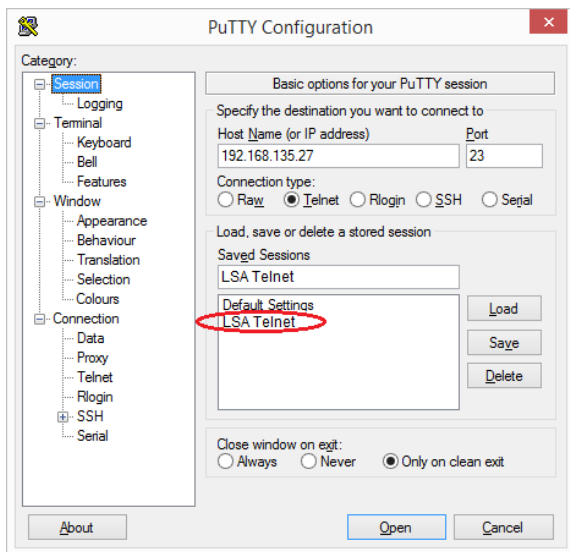 PuTTY Configuration
Category:
Session
Logging
Terminal
Keyboard
Bell
Features
Window
Appearance
Behaviour
Translation
Selection
Colours
Connection
Data
Proxy
Telnet
Rlogin
SSH
Serial
Basic options for your PuTTY session
Specify the destination you want to connect to
Host Name (or IP address) Port
192.168.135.27 23
Connection type:
Raw Telnet Rlogin SSH Serial
Load, save or delete a stored session
Saved Sessions
LSA Telnet
Default Settings
LSA Telnet
Load
Save
Delete
Close window on exit:
Always Never Only on clean exit
About Open Cancel